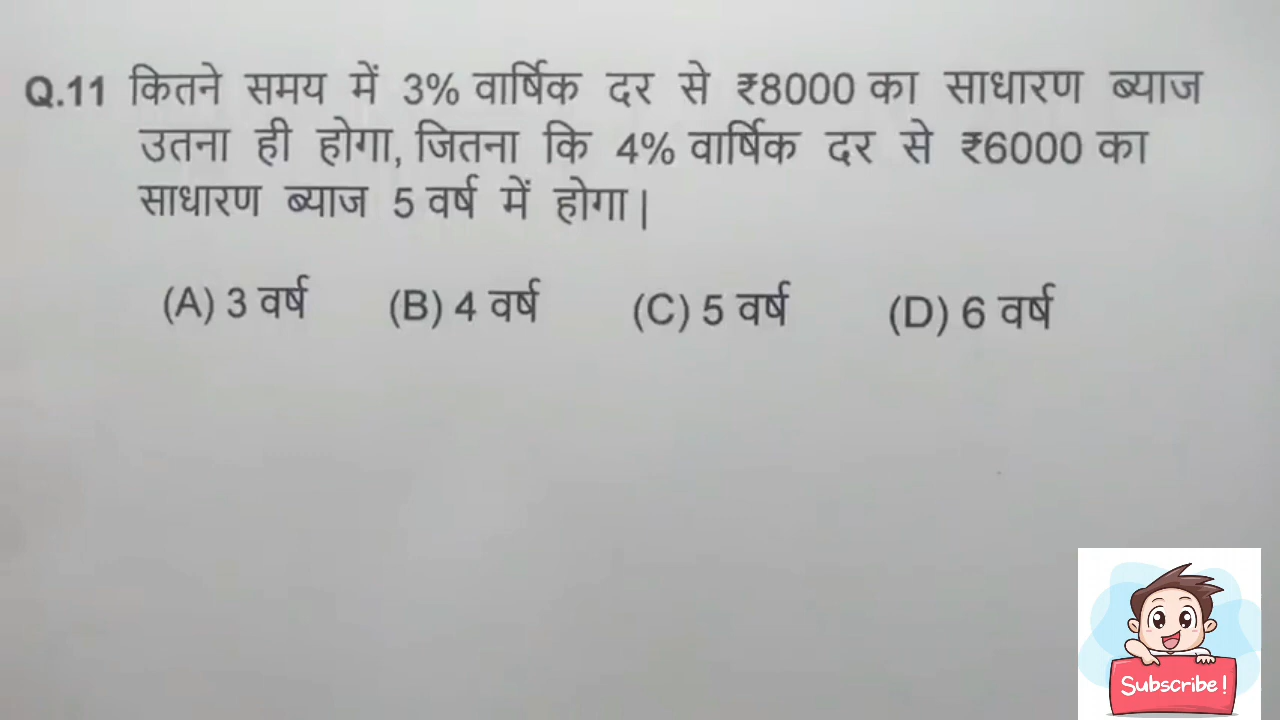 Q.11 कितने समय में 3% वार्षिक दर से ₹8000 का साधारण ब्याज
उतना ही होगा, जितना कि 4% वार्षिक दर से ₹6000 का
साधारण ब्याज 5 वर्ष में होगा|
(A) 3 वर्ष (B) 4 वर्ष (C) 5 वर्ष (D) 6 वर्ष
Subscribe!